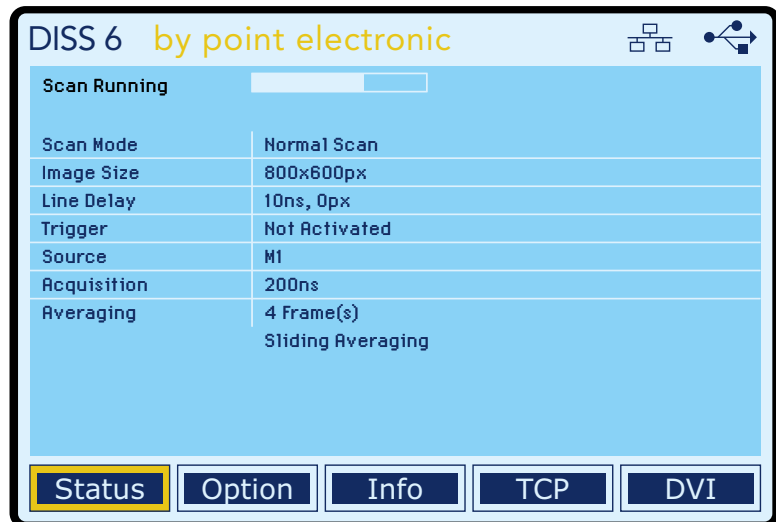 DISS 6 by point electronic
Scan Running
Scan Mode Normal Scan
Image Size 800x600px
Line Delay 10ns, 0px
Trigger Not Activated
Source M1
Acquisition 200ns
Averaging 4 Frame(s)
Sliding Averaging
Status Option Info TCP DVI